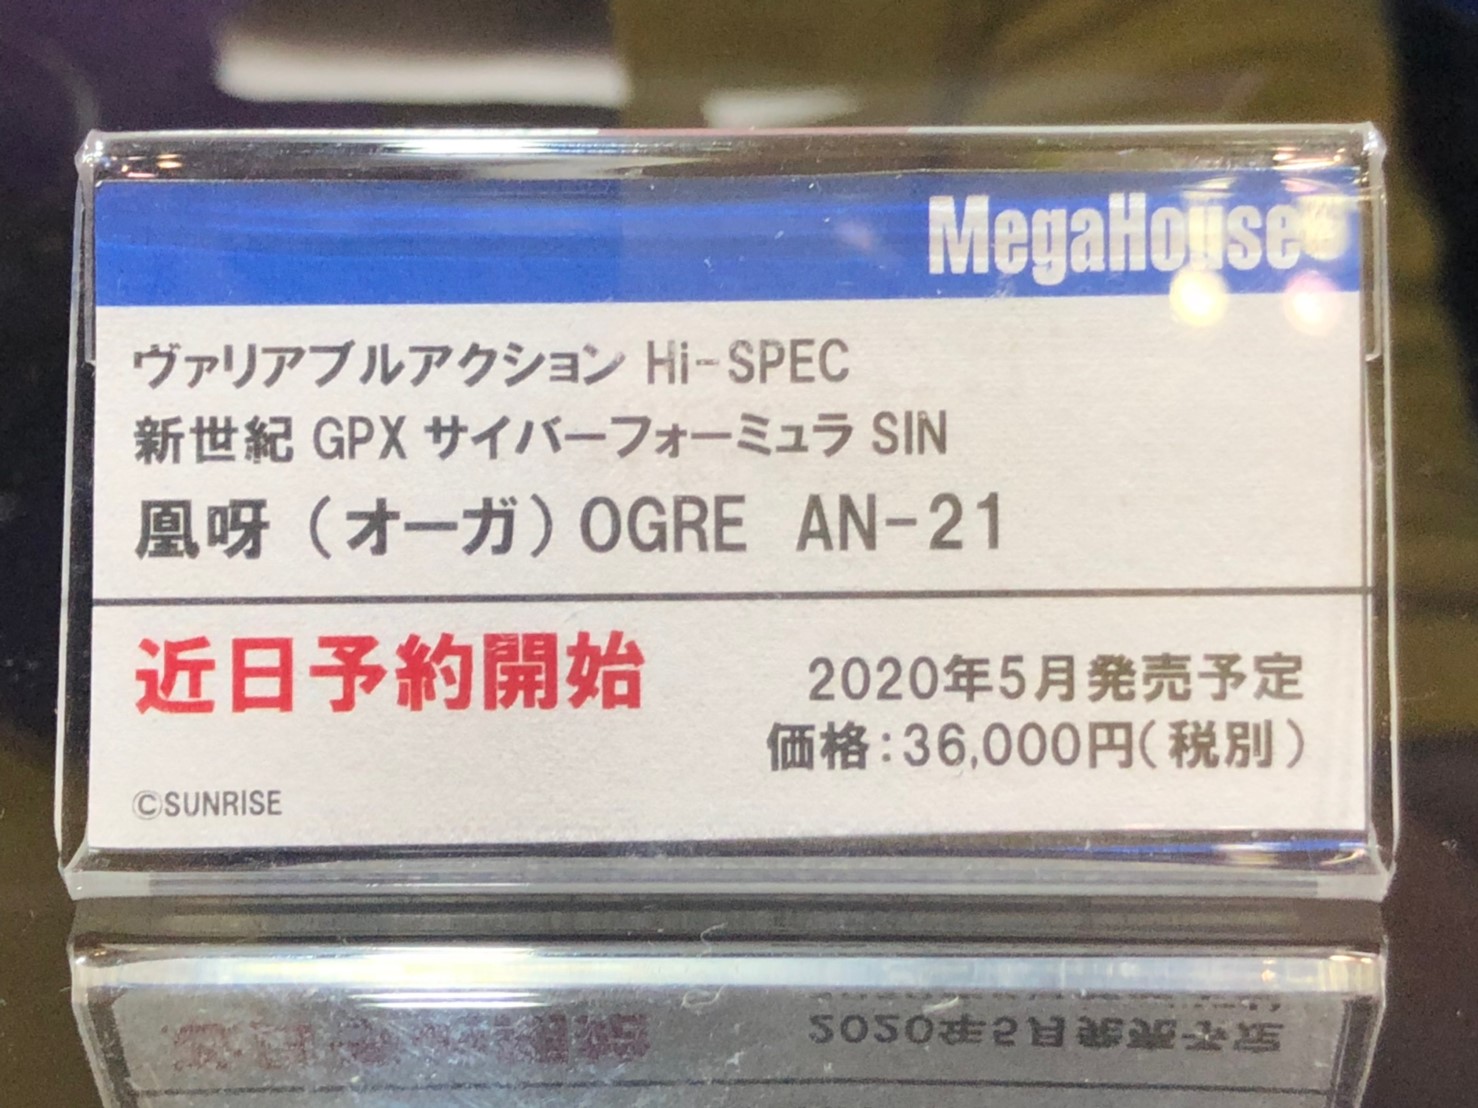 MegaHouse
ヴァリアブルアクション Hi-SPEC
新世紀 GPX サイバーフォーミュラ SIN
凰呀（オーガ）OGRE AN-21
近日予約開始
2020年5月発売予定
価格：36,000円（税別）
©SUNRISE